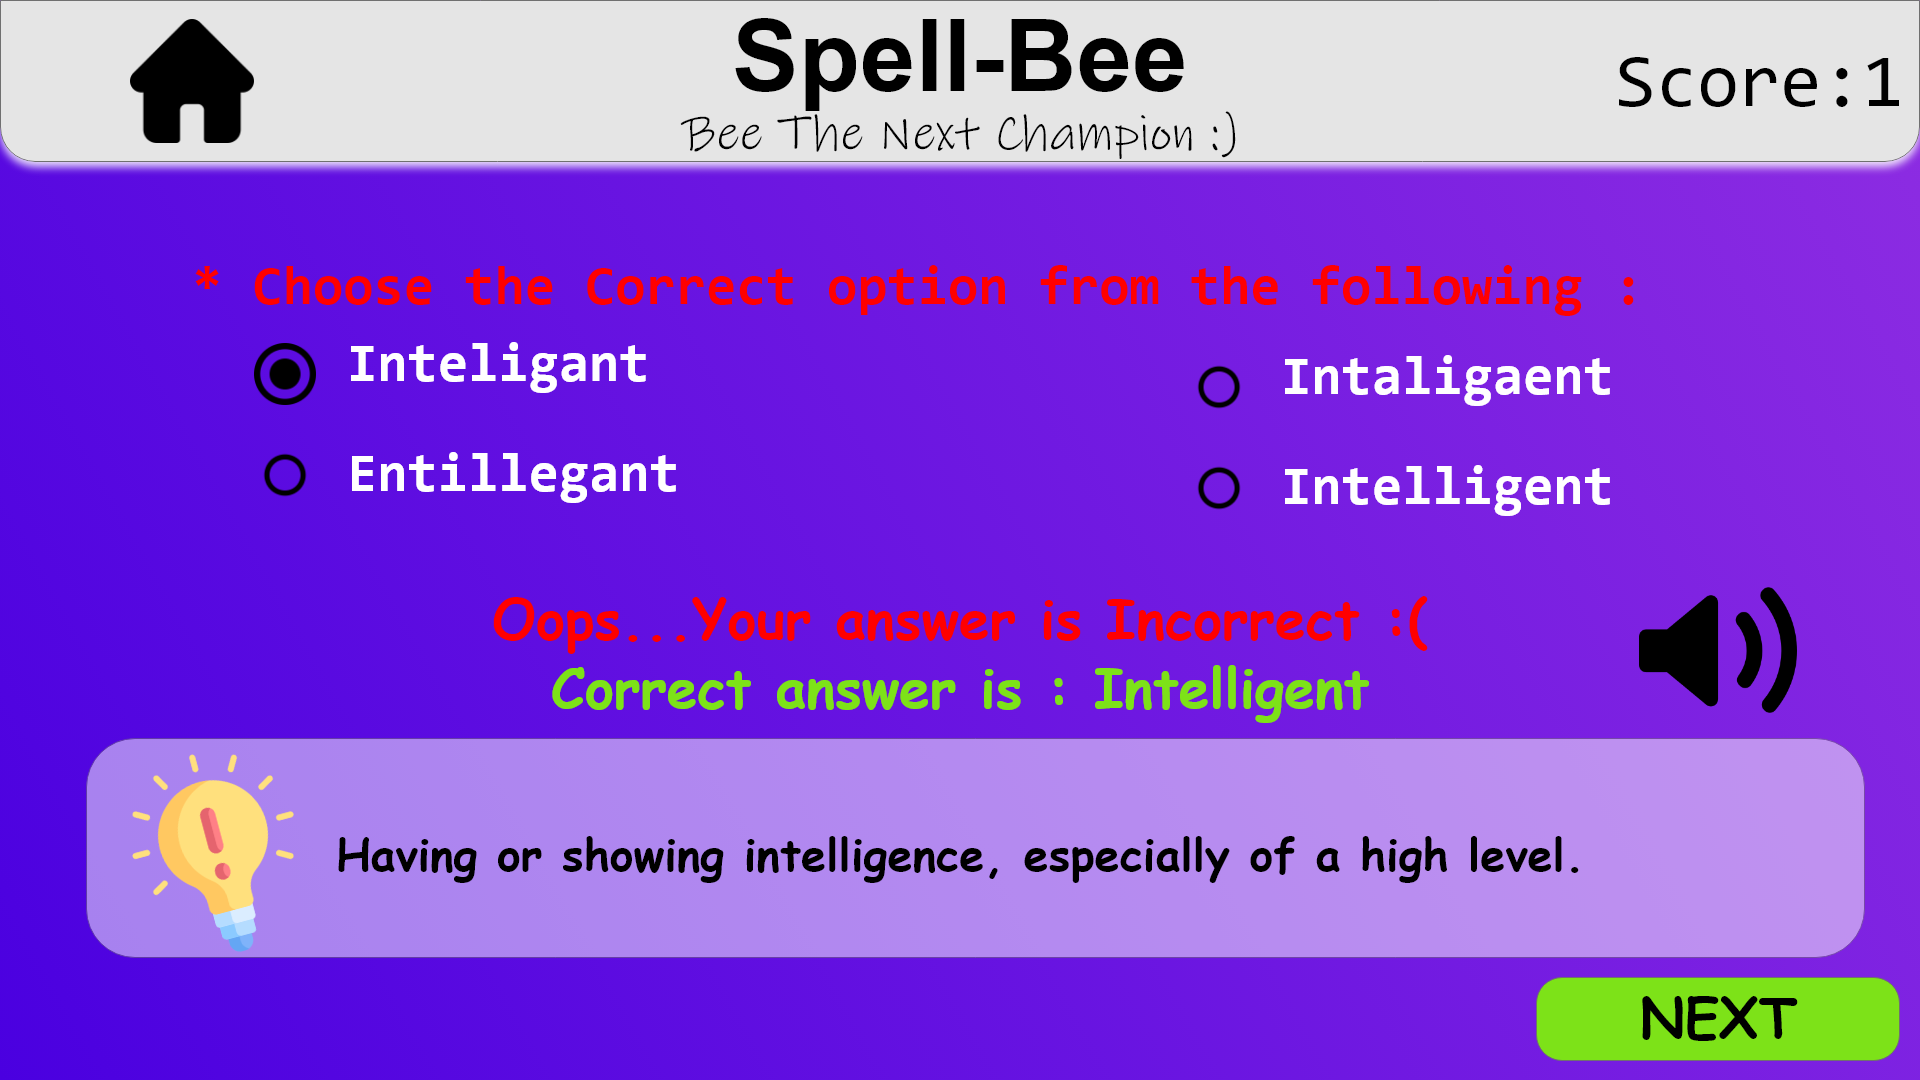 Spell-Bee
Bee The Next Champion :)
Score:1
* Choose the Correct option from the following :
Inteligant
Intaligaent
Entillegant
Intelligent
Oops...Your answer is Incorrect :(
Correct answer is : Intelligent
Having or showing intelligence, especially of a high level.
NEXT